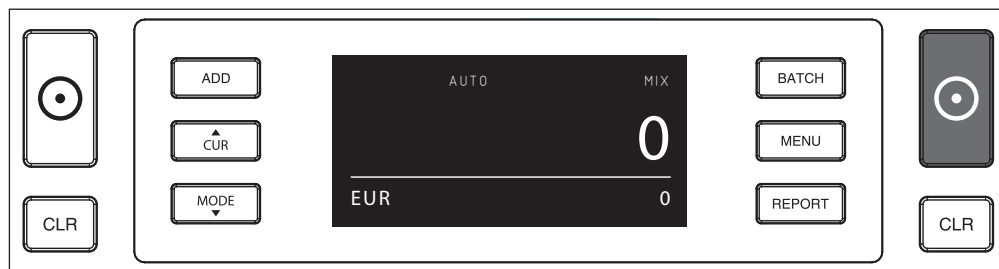 ADD
AUTO MIX
BATCH
0
CUR
MENU
MODE
EUR 0
REPORT
CLR
CLR